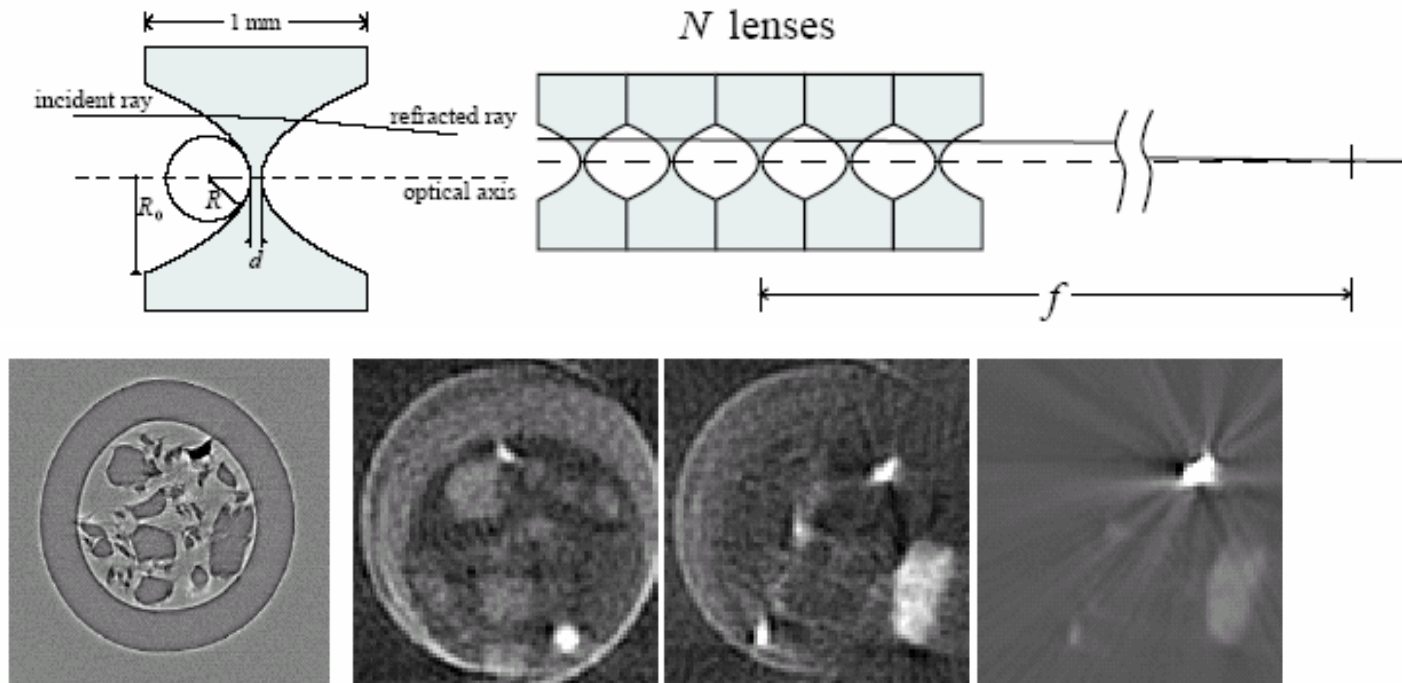 1 mm
N lenses
incident ray
refracted ray
R₀
R
optical axis
d
f